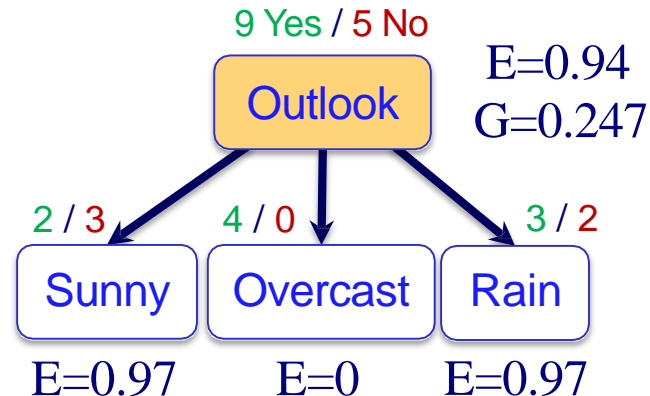 9 Yes / 5 No
Outlook
E=0.94
G=0.247
2 / 3
4 / 0
3 / 2
Sunny
Overcast
Rain
E=0.97
E=0
E=0.97